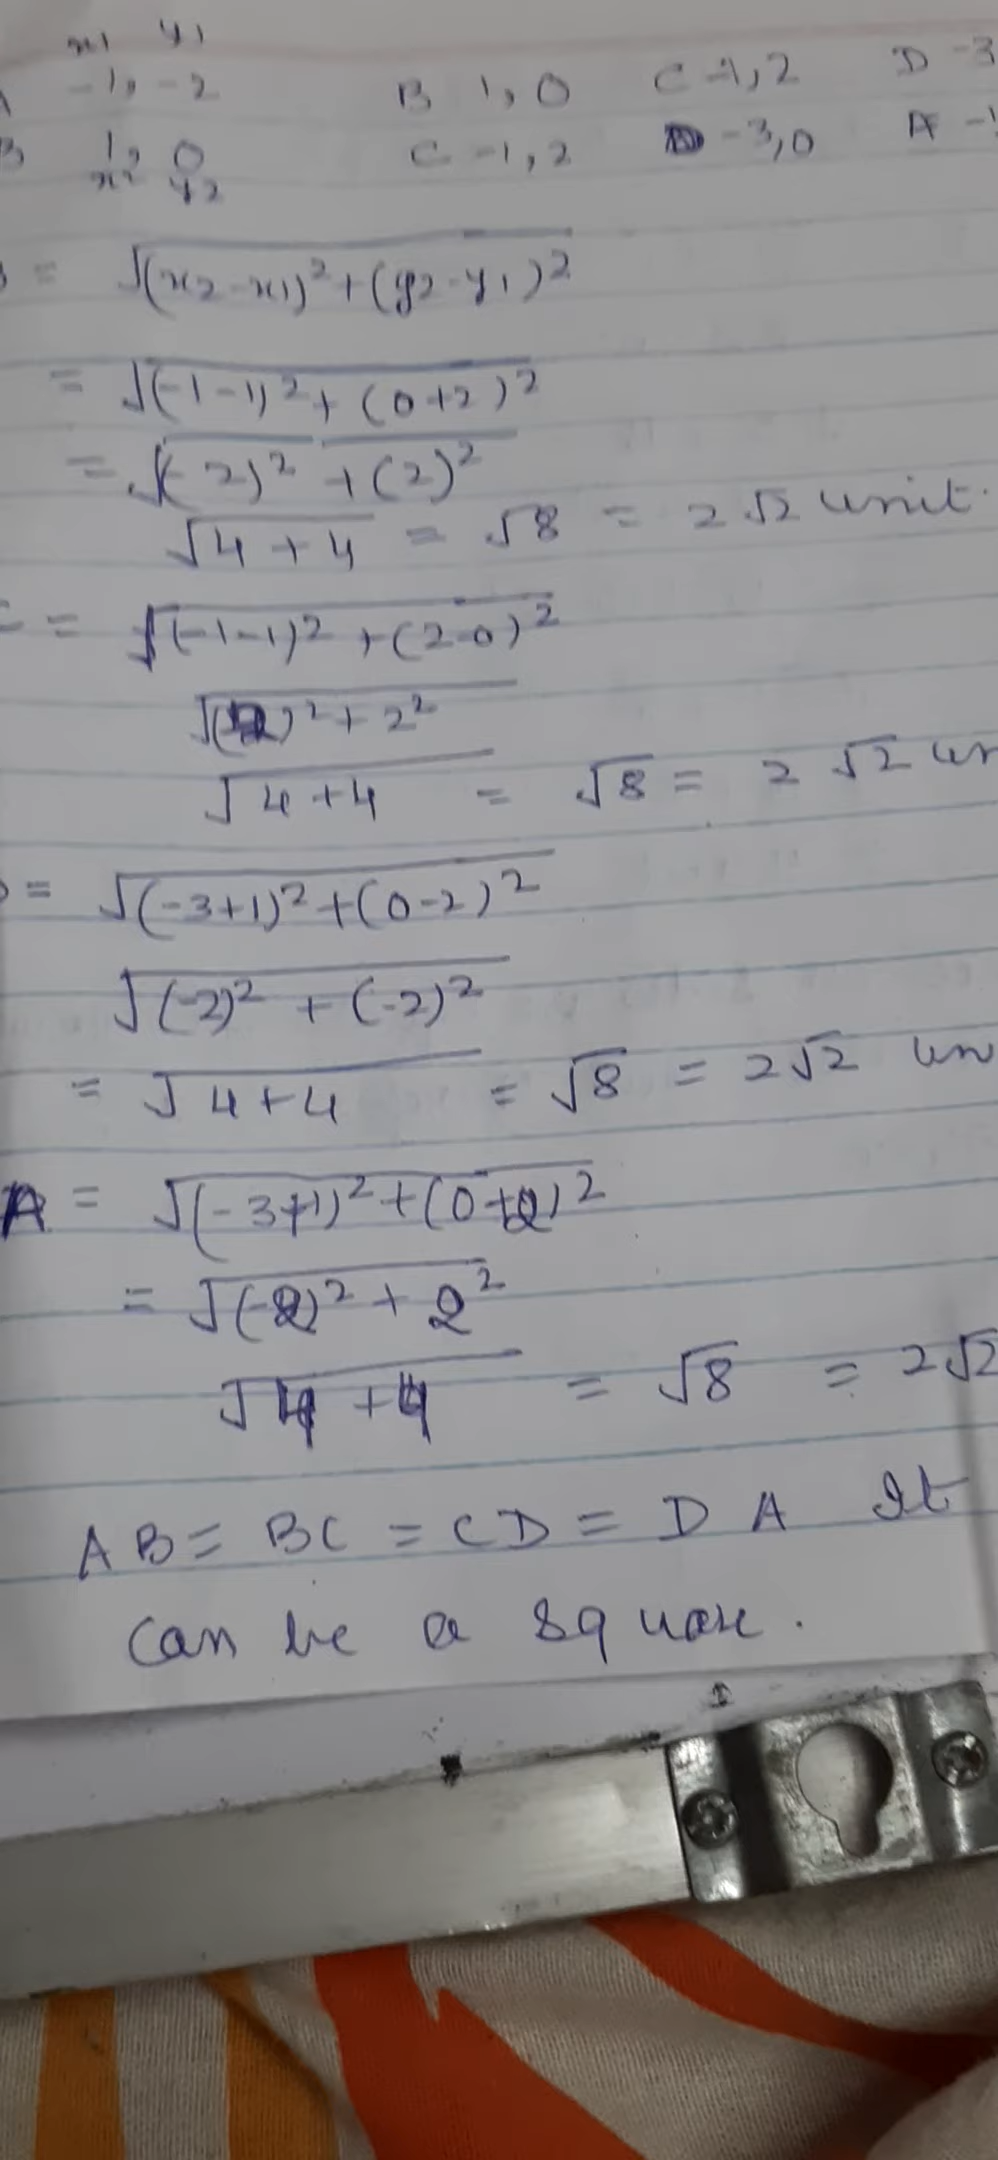 x1 y1
-1, -2 B 1, 0 C -1, 2 D -3
B 1, 0 C -1, 2 D -3, 0 A -1
x2 y2
= √(x2-x1)²+(y2-y1)²
= √(-1-1)²+(0+2)²
= √(-2)²+(2)²
√4+4 = √8 = 2√2 unit.
= √(-1-1)²+(2-0)²
√(-2)²+2²
√4+4 = √8 = 2√2 un
= √(-3+1)²+(0-2)²
√(-2)²+(-2)²
= √4+4 = √8 = 2√2 un
A = √(-3+1)²+(0+2)²
= √(-2)²+2²
√4+4 = √8 = 2√2
AB = BC = CD = DA It
can be a square.